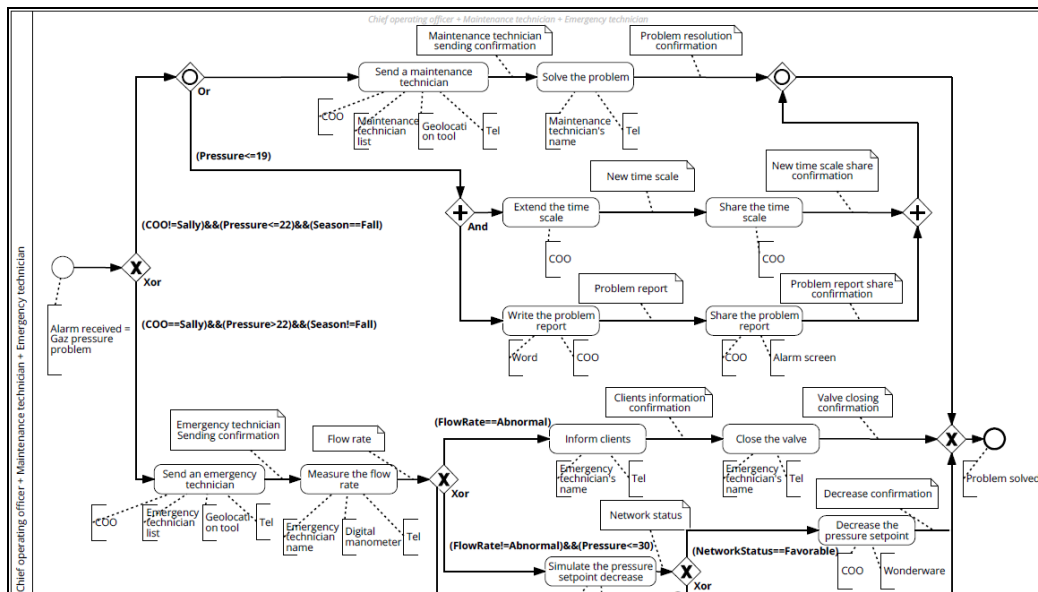 Chief operating officer + Maintenance technician + Emergency technician
Chief operating officer + Maintenance technician + Emergency technician
Maintenance technician
sending confirmation
Problem resolution
confirmation
Send a maintenance
technician
Solve the problem
Or
COO
Maintenance
technician
list
Geolocati
on tool
Tel
Maintenance
technician's
name
Tel
(Pressure<=19)
New time scale
New time scale share
confirmation
Extend the time
scale
Share the time
scale
And
COO
COO
(COO!=Sally)&&(Pressure<=22)&&(Season==Fall)
X
Xor
Alarm received =
Gaz pressure
problem
(COO==Sally)&&(Pressure>22)&&(Season!=Fall)
Problem report
Problem report share
confirmation
Write the problem
report
Share the problem
report
Word
COO
COO
Alarm screen
Emergency technician
Sending confirmation
Flow rate
Clients information
confirmation
Valve closing
confirmation
(FlowRate==Abnormal)
Inform clients
Close the valve
X
Send an emergency
technician
Measure the flow
rate
X
Xor
Emergency
technician's
name
Tel
Emergency
technician's
name
Tel
Problem solved
COO
Emergency
technician
list
Geolocati
on tool
Tel
Emergency
technician
name
Digital
manometer
Tel
Network status
Decrease confirmation
(FlowRate!=Abnormal)&&(Pressure<=30)
(NetworkStatus==Favorable)
Decrease the
pressure setpoint
Simulate the pressure
setpoint decrease
X
Xor
COO
Wonderware